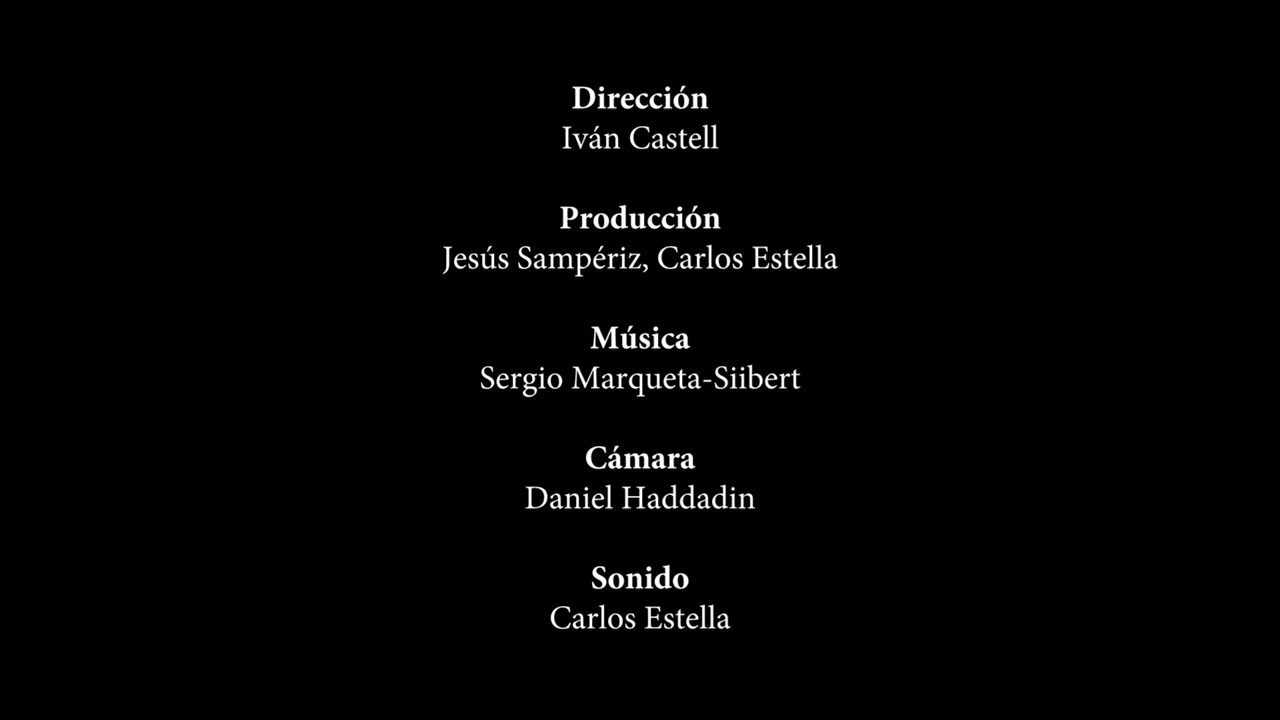 Dirección
Iván Castell
Producción
Jesús Sampériz, Carlos Estella
Música
Sergio Marqueta-Siibert
Cámara
Daniel Haddadin
Sonido
Carlos Estella